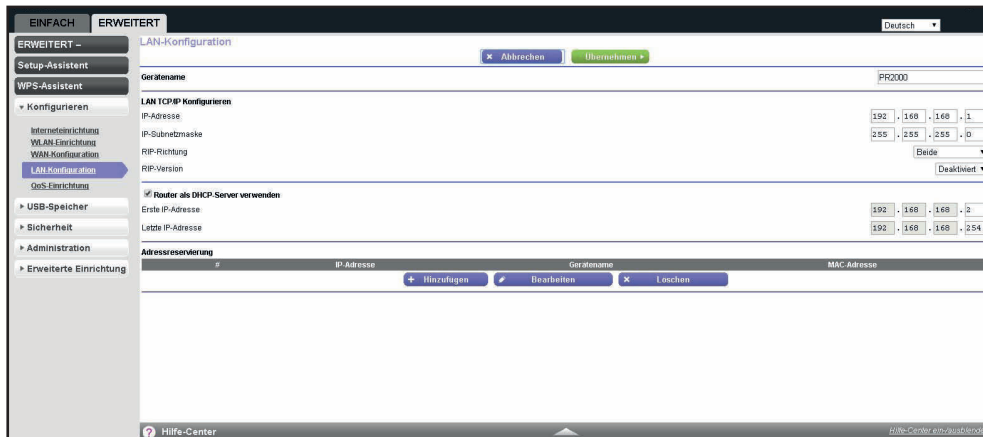 EINFACH ERWEITERT Deutsch
ERWEITERT –
Setup-Assistent
WPS-Assistent
Konfigurieren
Interneteinrichtung
WLAN-Einrichtung
WAN-Konfiguration
LAN-Konfiguration
QoS-Einrichtung
USB-Speicher
Sicherheit
Administration
Erweiterte Einrichtung
LAN-Konfiguration
Abbrechen Übernehmen
Gerätename PR2000
LAN TCP/IP Konfigurieren
IP-Adresse 192 . 168 . 168 . 1
IP-Subnetzmaske 255 . 255 . 255 . 0
RIP-Richtung Beide
RIP-Version Deaktiviert
Router als DHCP-Server verwenden
Erste IP-Adresse 192 . 168 . 168 . 2
Letzte IP-Adresse 192 . 168 . 168 . 254
Adressreservierung
# IP-Adresse Gerätename MAC-Adresse
+ Hinzufügen Bearbeiten × Löschen
? Hilfe-Center Hilfe-Center ein-/ausblenden